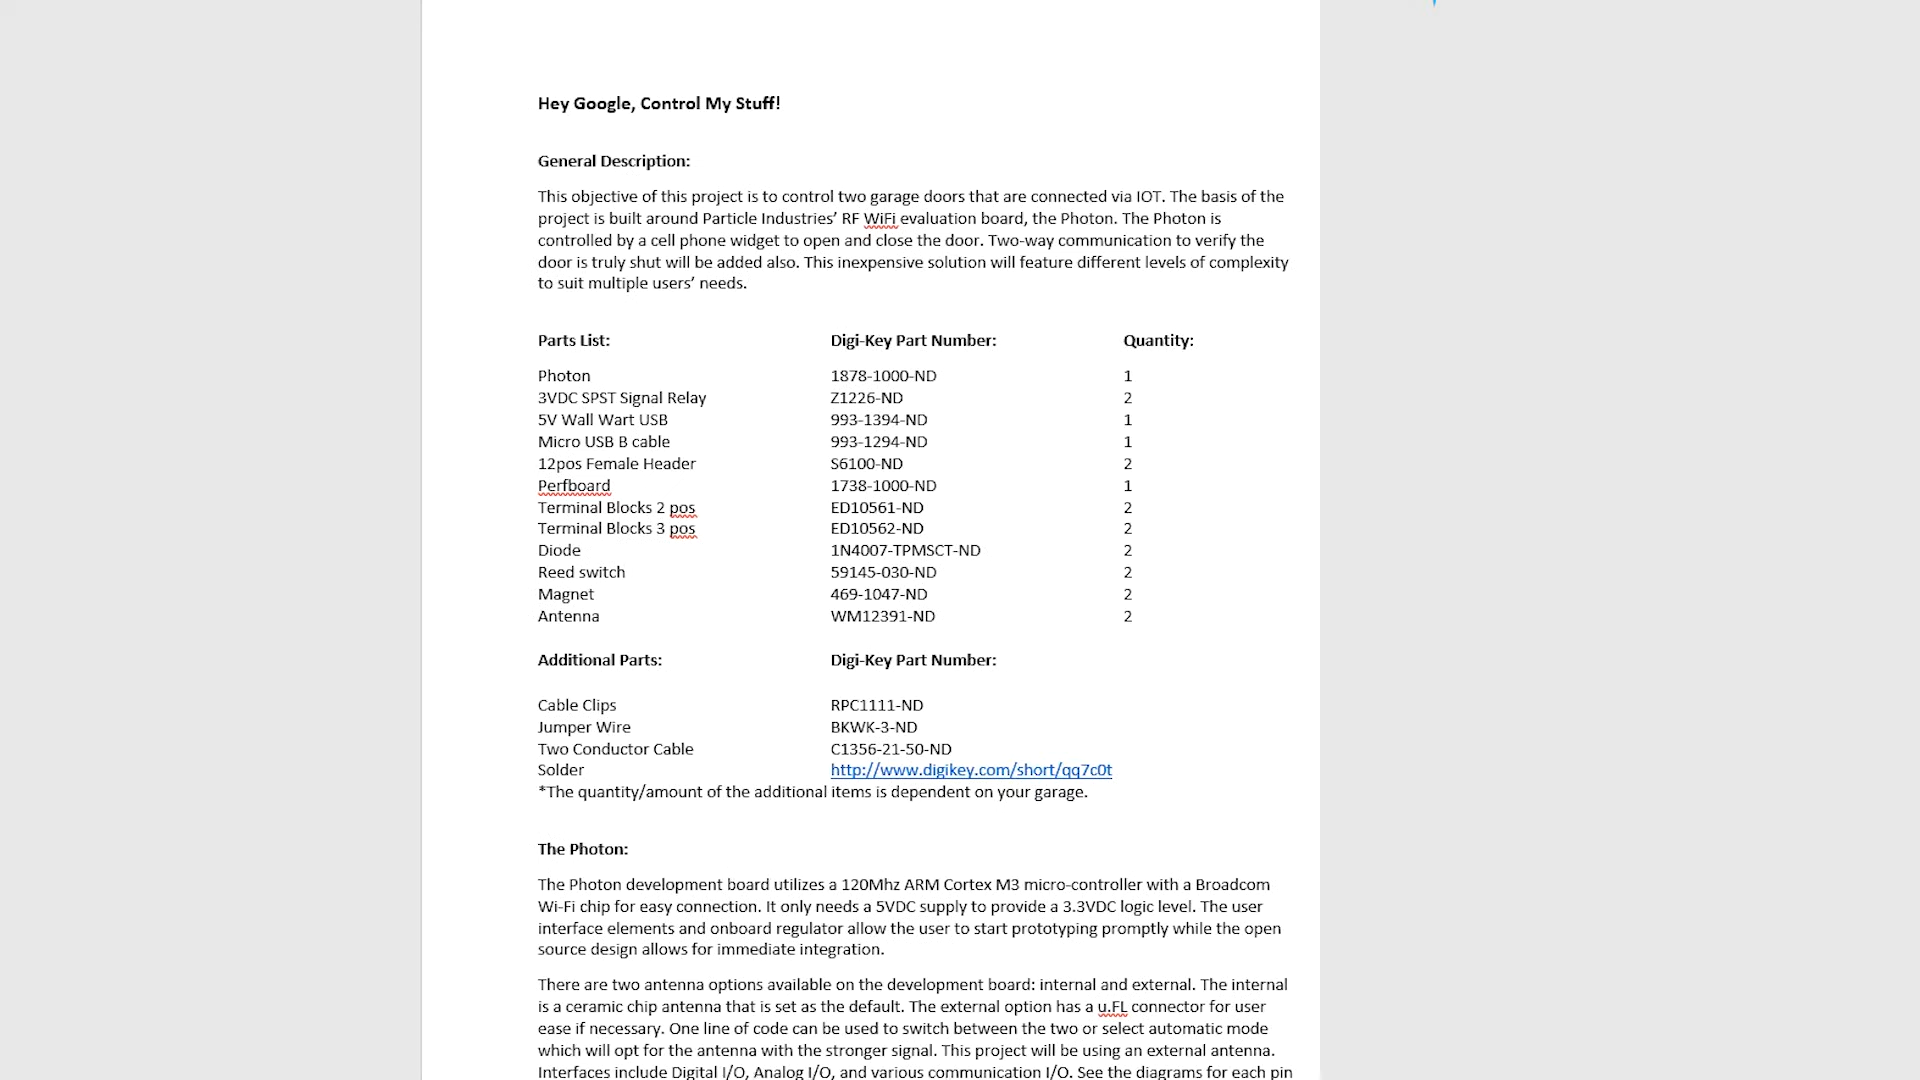 Hey Google, Control My Stuff!
General Description:
This objective of this project is to control two garage doors that are connected via IOT. The basis of the
project is built around Particle Industries’ RF WiFi evaluation board, the Photon. The Photon is
controlled by a cell phone widget to open and close the door. Two-way communication to verify the
door is truly shut will be added also. This inexpensive solution will feature different levels of complexity
to suit multiple users’ needs.
Parts List: Digi-Key Part Number: Quantity:
Photon 1878-1000-ND 1
3VDC SPST Signal Relay Z1226-ND 2
5V Wall Wart USB 993-1394-ND 1
Micro USB B cable 993-1294-ND 1
12pos Female Header S6100-ND 2
Perfboard 1738-1000-ND 1
Terminal Blocks 2 pos ED10561-ND 2
Terminal Blocks 3 pos ED10562-ND 2
Diode 1N4007-TPMSCT-ND 2
Reed switch 59145-030-ND 2
Magnet 469-1047-ND 2
Antenna WM12391-ND 2
Additional Parts: Digi-Key Part Number:
Cable Clips RPC1111-ND
Jumper Wire BKWK-3-ND
Two Conductor Cable C1356-21-50-ND
Solder http://www.digikey.com/short/qq7c0t
*The quantity/amount of the additional items is dependent on your garage.
The Photon:
The Photon development board utilizes a 120Mhz ARM Cortex M3 micro-controller with a Broadcom
Wi-Fi chip for easy connection. It only needs a 5VDC supply to provide a 3.3VDC logic level. The user
interface elements and onboard regulator allow the user to start prototyping promptly while the open
source design allows for immediate integration.
There are two antenna options available on the development board: internal and external. The internal
is a ceramic chip antenna that is set as the default. The external option has a u.FL connector for user
ease if necessary. One line of code can be used to switch between the two or select automatic mode
which will opt for the antenna with the stronger signal. This project will be using an external antenna.
Interfaces include Digital I/O, Analog I/O, and various communication I/O. See the diagrams for each pin